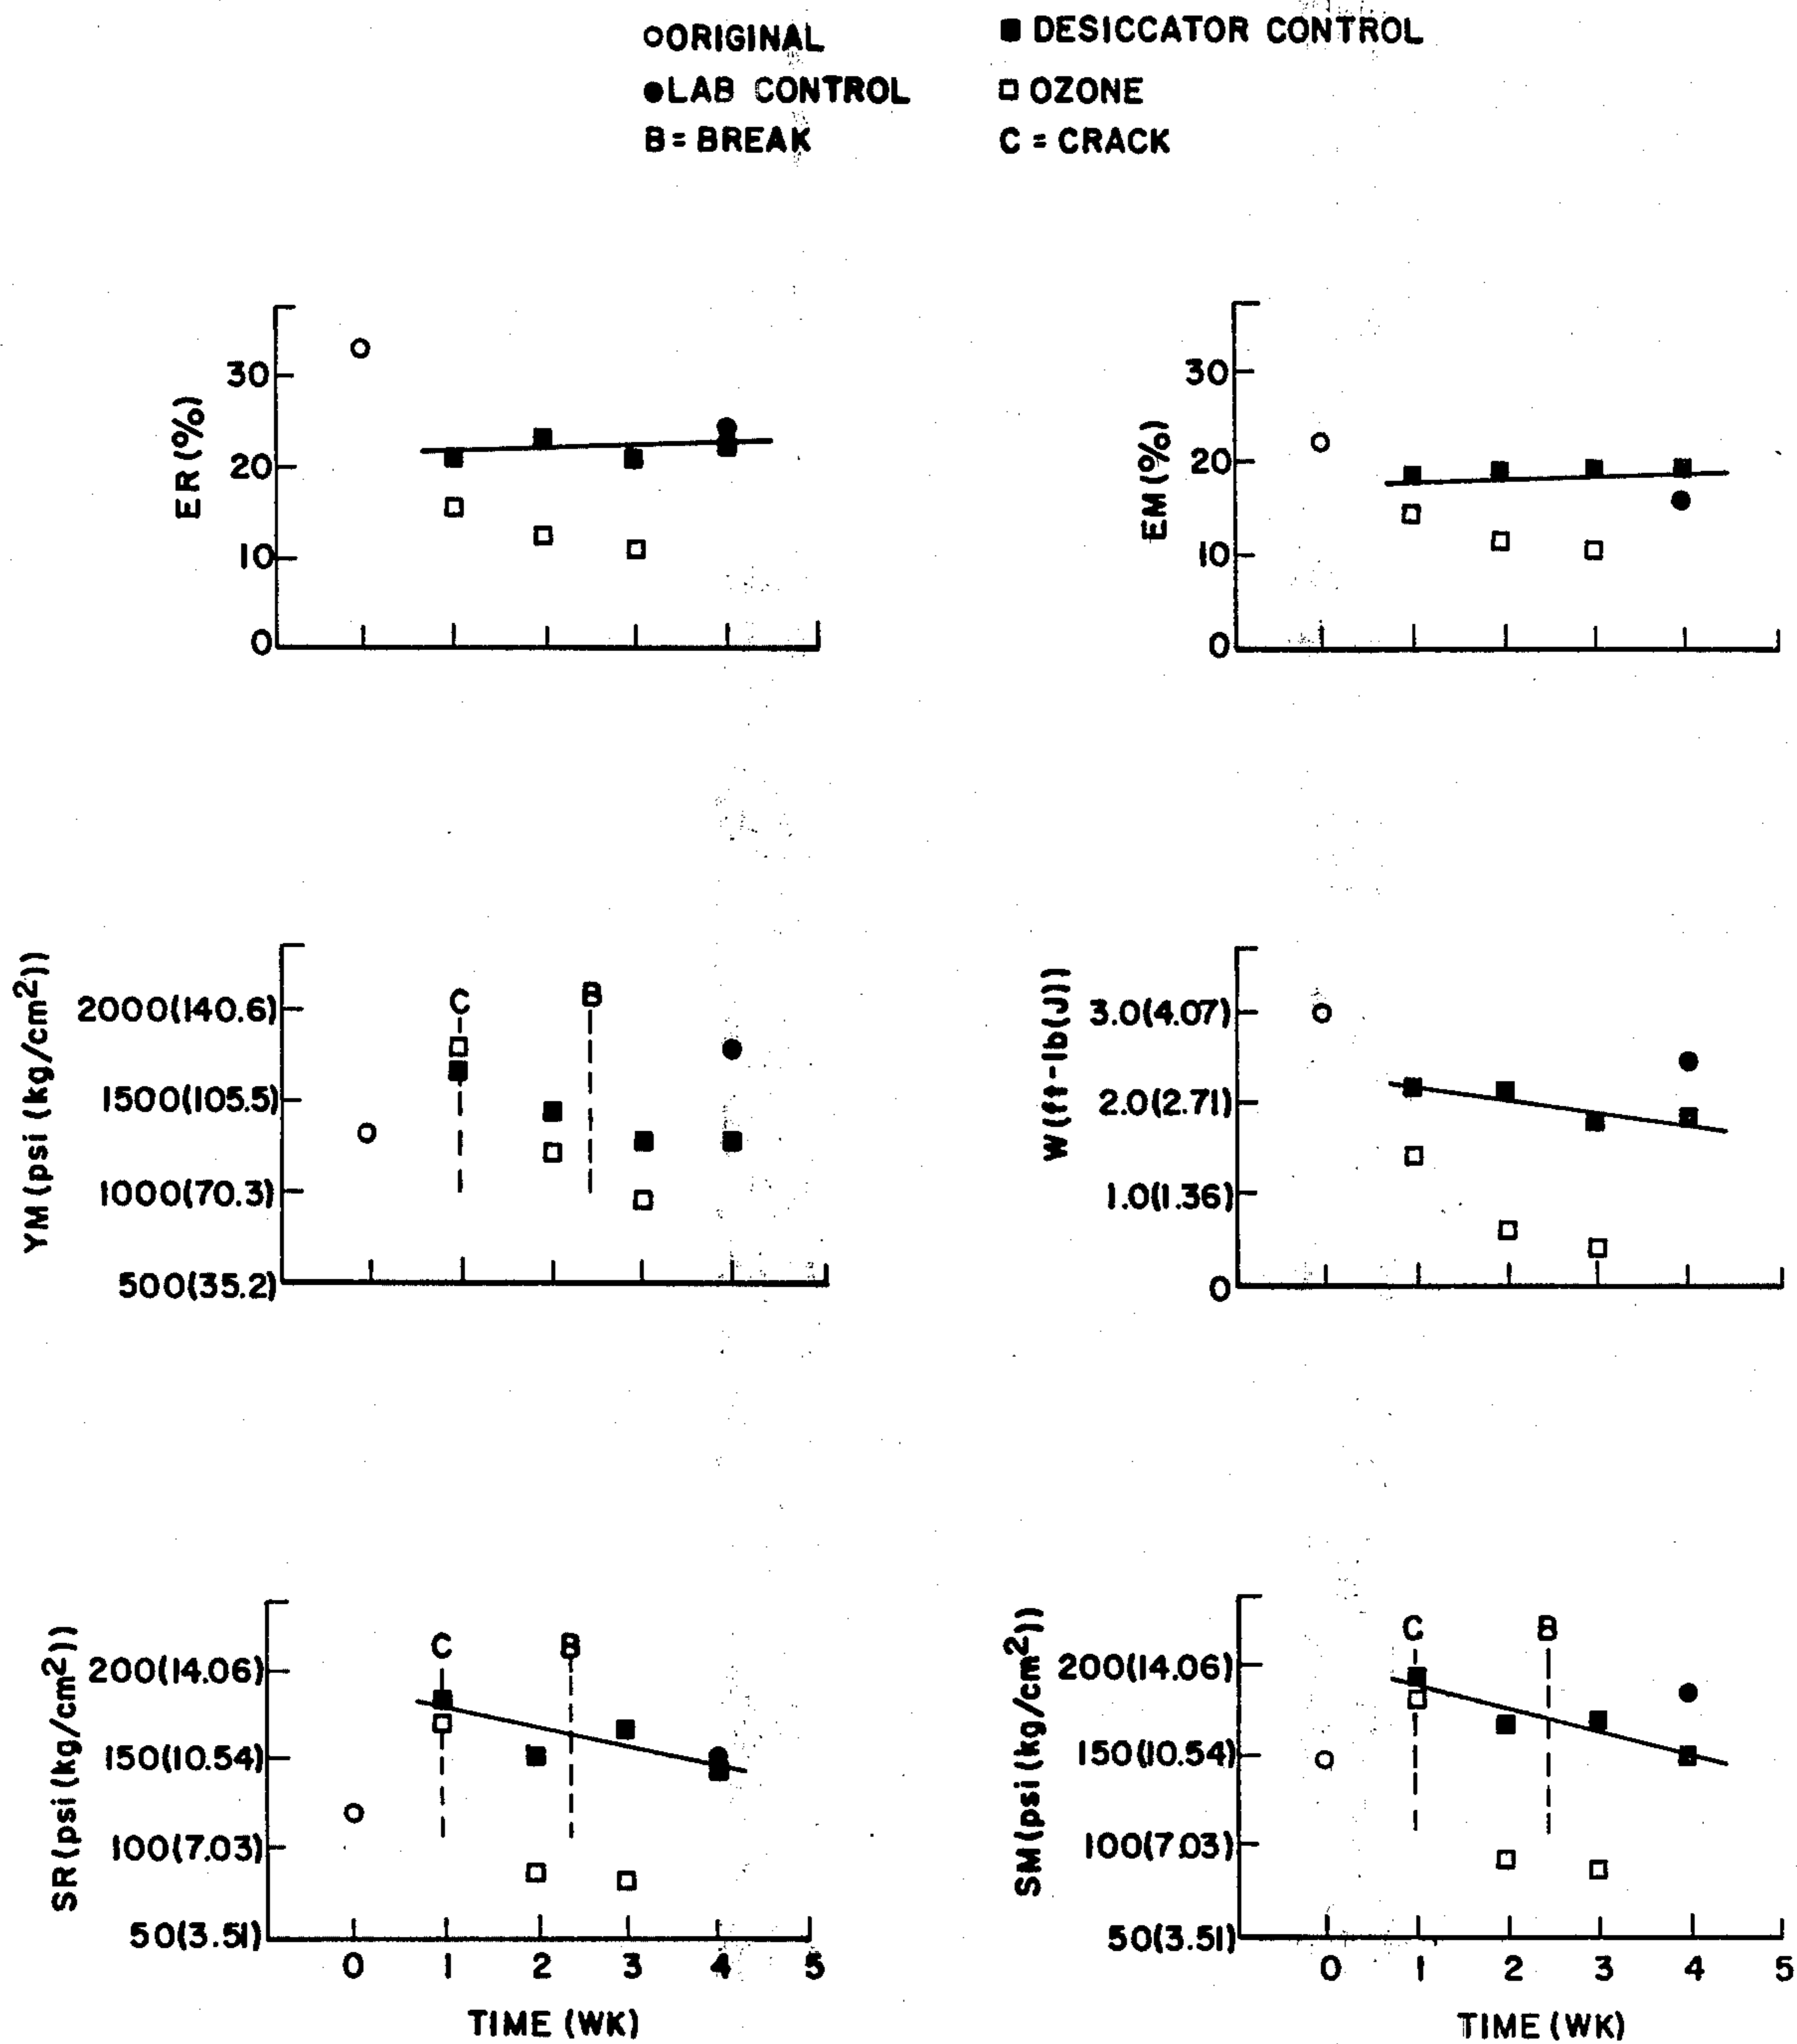 ORIGINAL
DESICCATOR CONTROL
LAB CONTROL
OZONE
B = BREAK
C = CRACK
ER (%)
30
20
10
0
EM (%)
30
20
10
0
YM (psi (kg/cm²))
2000(140.6)
1500(105.5)
1000(70.3)
500(35.2)
C
B
W(ft-lb(J))
3.0(4.07)
2.0(2.71)
1.0(1.36)
0
SR(psi(kg/cm²))
200(14.06)
150(10.54)
100(7.03)
50(3.51)
C
B
0 1 2 3 4 5
TIME (WK)
SM(psi(kg/cm²))
200(14.06)
150(10.54)
100(7.03)
50(3.51)
C
B
0 1 2 3 4 5
TIME (WK)